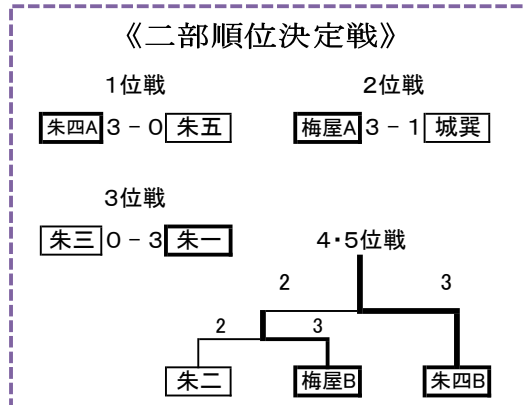 《二部順位決定戦》
1位戦 2位戦
朱四A 3 − 0 朱五 梅屋A 3 − 1 城巽
3位戦
朱三 0 − 3 朱一 4・5位戦
2 3
2 3
朱二 梅屋B 朱四B